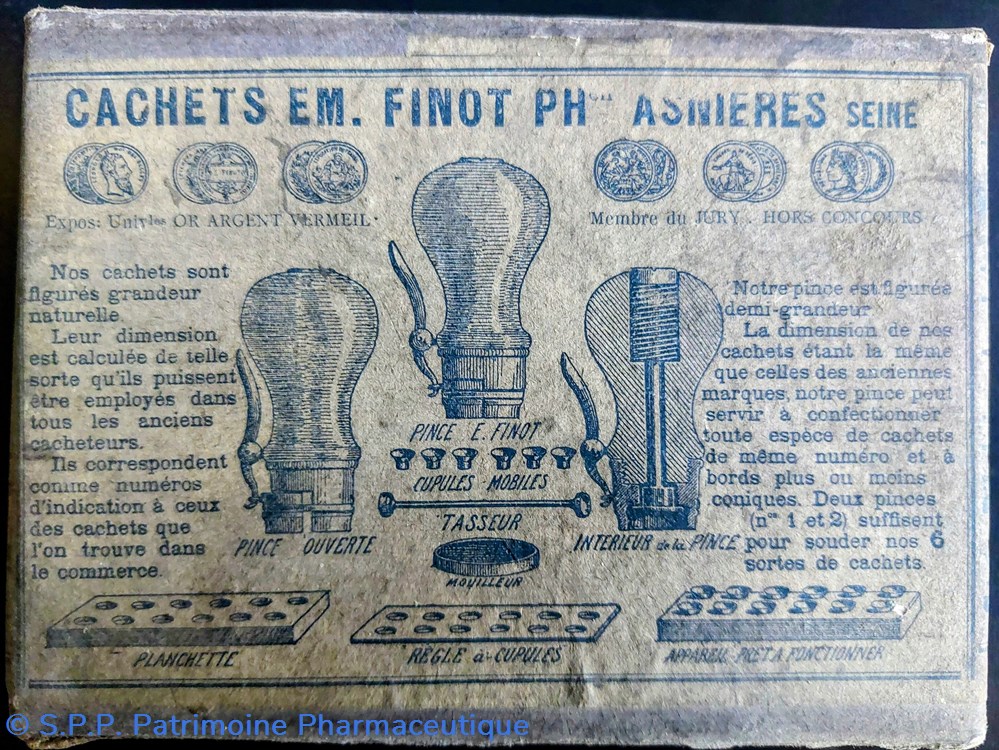 CACHETS EM. FINOT PHen ASNIERES SEINE
Expos: Univles OR ARGENT VERMEIL
Membre du JURY. HORS CONCOURS
Nos cachets sont
figurés grandeur
naturelle.
Leur dimension
est calculée de telle
sorte qu'ils puissent
être employés dans
tous les anciens
cacheteurs.
Ils correspondent
comme numéros
d'indication à ceux
des cachets que
l'on trouve dans
le commerce.
PINCE OUVERTE
PINCE E. FINOT
CUPULES MOBILES
TASSEUR
MOUILLEUR
INTERIEUR de la PINCE
Notre pince est figurée
demi-grandeur
La dimension de nos
cachets étant la même
que celles des anciennes
marques, notre pince peut
servir à confectionner
toute espèce de cachets
de même numéro et à
bords plus ou moins
coniques. Deux pinces
(nos 1 et 2) suffisent
pour souder nos 6
sortes de cachets.
PLANCHETTE
RÈGLE à CUPULES
APPAREIL PRET A FONCTIONNER
© S.P.P. Patrimoine Pharmaceutique